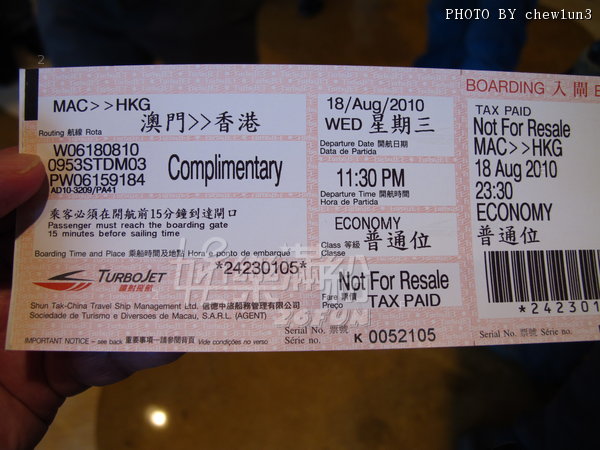 PHOTO BY chew1un3
2
MAC>>HKG
澳門>>香港
Routing 航線 Rota
W06180810
0953STDM03
PW06159184
AD10-3209/PA41
Complimentary
乘客必須在開航前15分鐘到達閘口
Passenger must reach the boarding gate
15 minutes before sailing time
Boarding Time and Place 乘船時間及地點 Hora e ponto de embarque
*24230105*
TURBOJET
噴射飛航
Shun Tak-China Travel Ship Management Ltd. 信德中旅船務管理有限公司
Sociedade de Turismo e Diversoes de Macau, S.A.R.L. (AGENT)
IMPORTANT NOTICE – see back 重要事項—請參閱背頁 Vide condições no verso
18/Aug/2010
WED 星期三
Departure Date 開航日期
Data de Partida
11:30 PM
Departure Time 開航時間
Hora de Partida
ECONOMY
Class 等級 普通位
Classe
Not For Resale
Fare 票價
Preço TAX PAID
Serial No. 票號
Série no. K 0052105
BOARDING 入閘
TAX PAID
Not For Resale
MAC>>HKG
18 Aug 2010
23:30
ECONOMY
普通位
*242301
Serial No. 票號
Série no.
26FUN